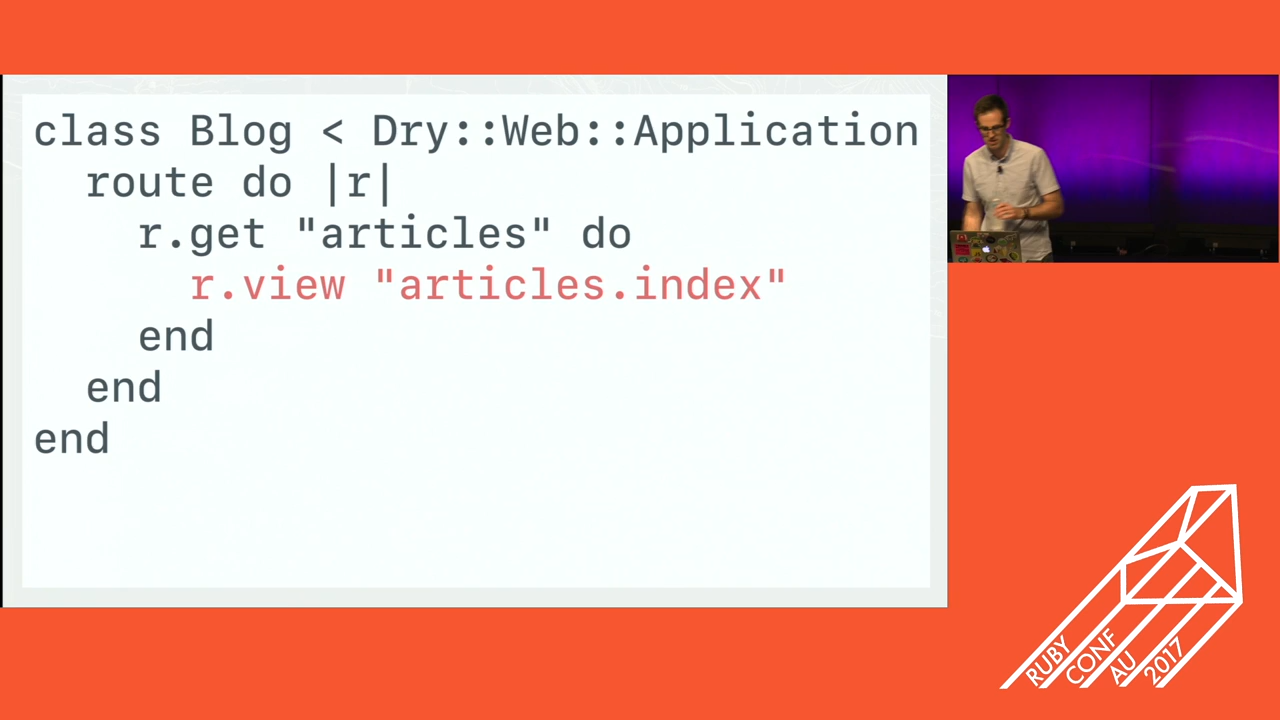 class Blog < Dry::Web::Application
  route do |r|
    r.get "articles" do
      r.view "articles.index"
    end
  end
end
RUBY
CONF
AU
2017